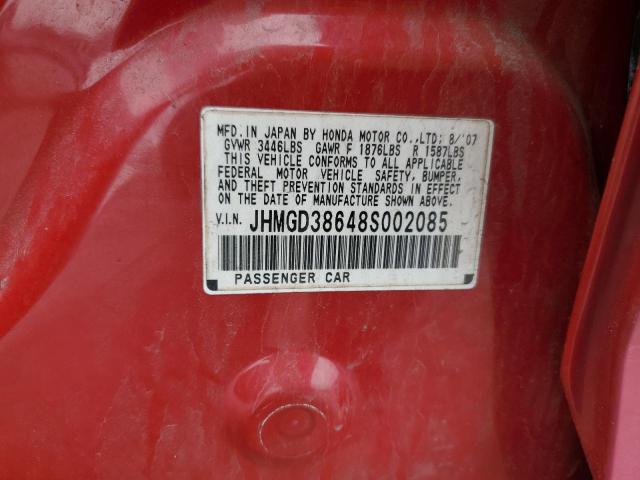 MFD.IN JAPAN BY HONDA MOTOR CO.,LTD; 8/'07
GVWR 3446LBS GAWR F 1876LBS R 1587LBS
THIS VEHICLE CONFORMS TO ALL APPLICABLE
FEDERAL MOTOR VEHICLE SAFETY, BUMPER,
AND THEFT PREVENTION STANDARDS IN EFFECT
ON THE DATE OF MANUFACTURE SHOWN ABOVE.
V.I.N. JHMGD38648S002085
PASSENGER CAR